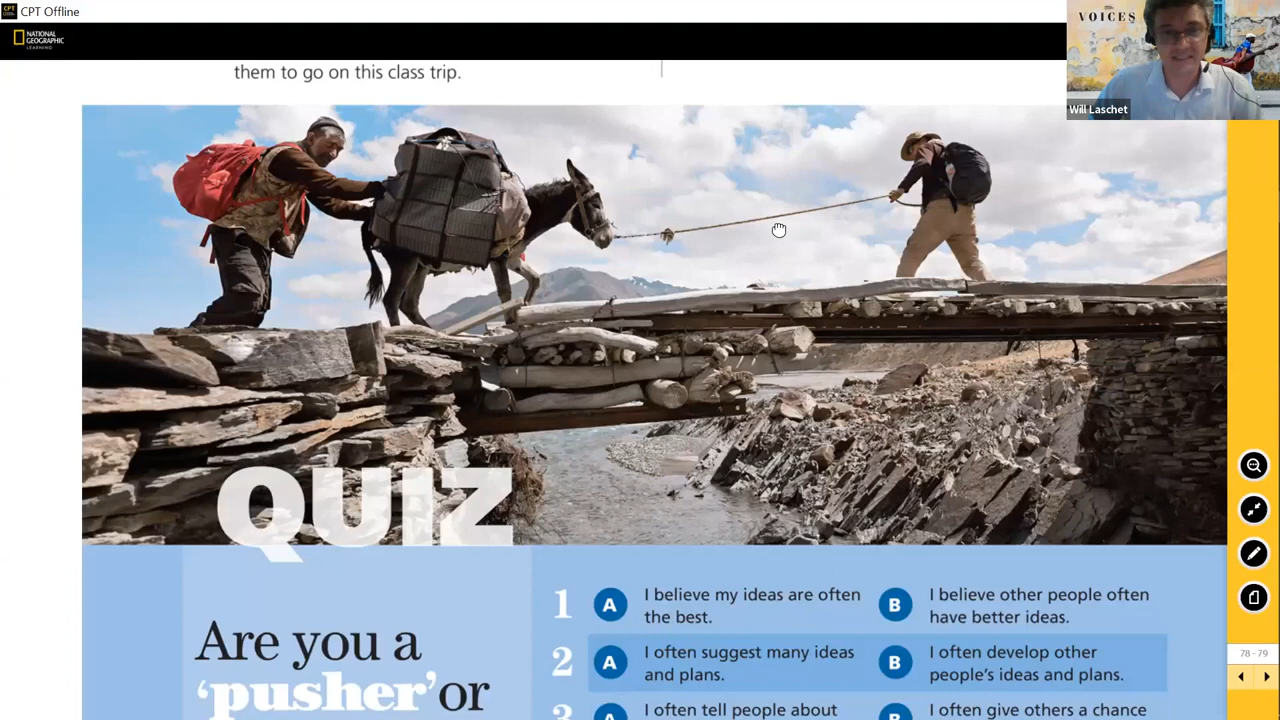 CPT Offline
NATIONAL
GEOGRAPHIC
LEARNING
VOICES
Will Laschet
them to go on this class trip.
QUIZ
Are you a
‘pusher’ or
1
A
I believe my ideas are often
the best.
B
I believe other people often
have better ideas.
2
A
I often suggest many ideas
and plans.
B
I often develop other
people’s ideas and plans.
3
A
I often tell people about
B
I often give others a chance
78 - 79